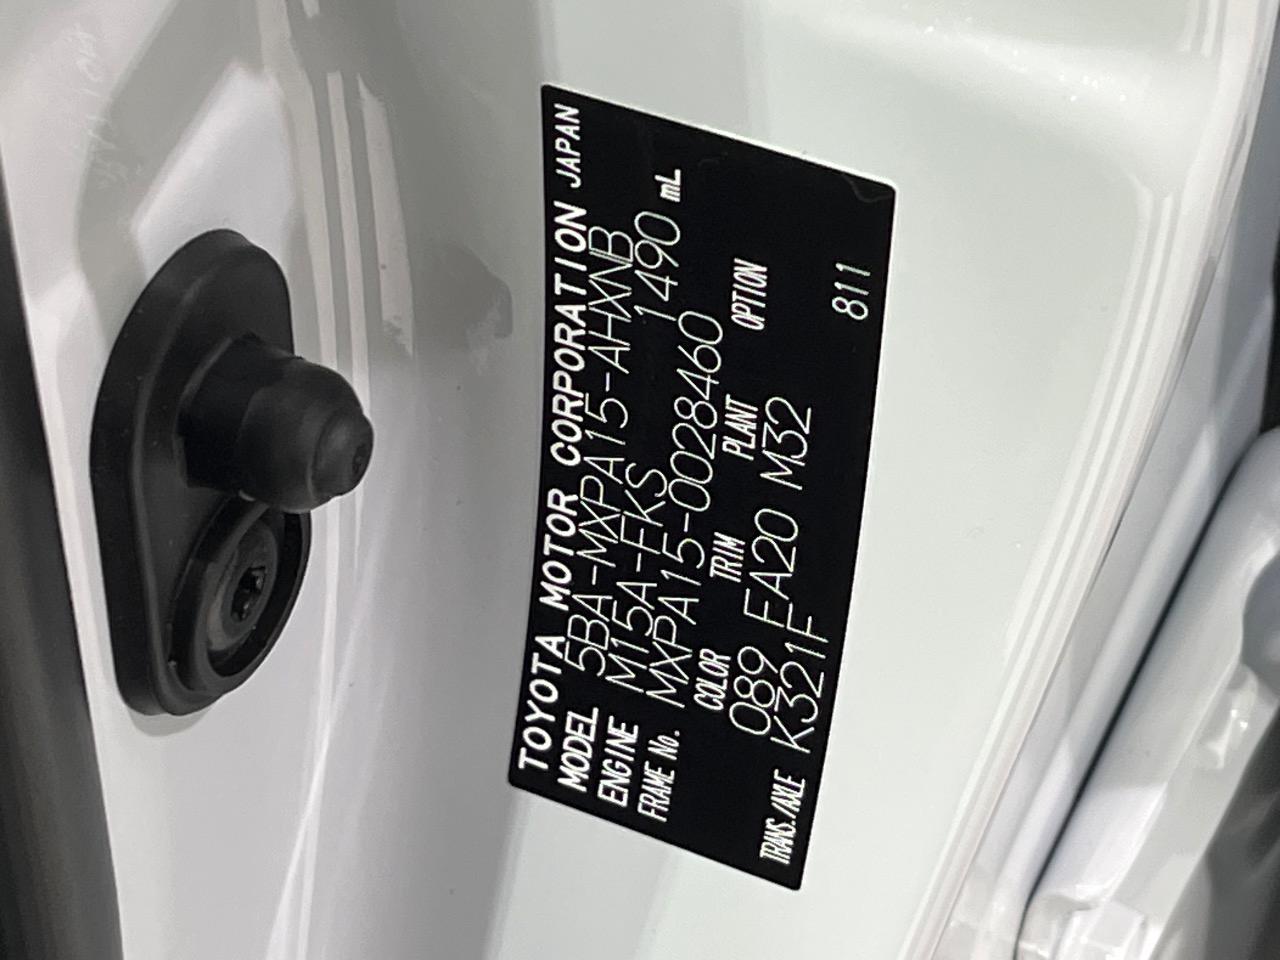 TOYOTA MOTOR CORPORATION JAPAN
MODEL 5BA-MXPA15-AHXNB
ENGINE M15A-FKS 1490 mL
FRAME No. MXPA15-0028460
COLOR TRIM PLANT OPTION
089 EA20 M32
TRANS./AXLE K321F 811